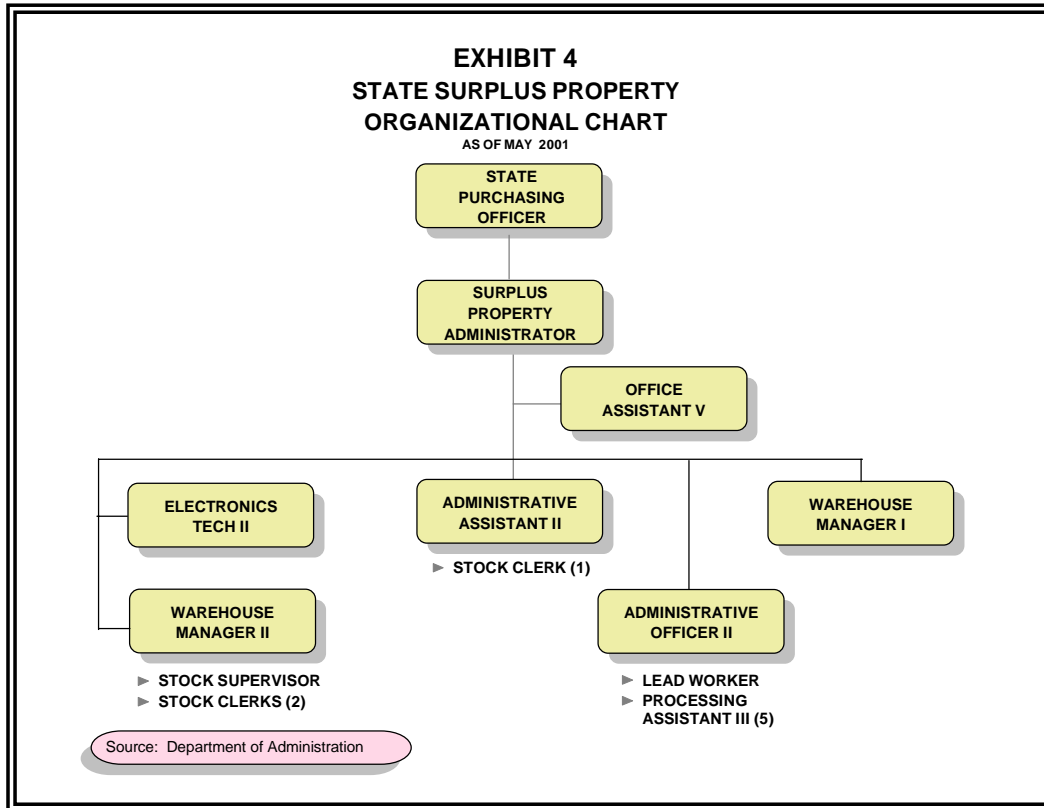 EXHIBIT 4
STATE SURPLUS PROPERTY
ORGANIZATIONAL CHART
AS OF MAY 2001
STATE
PURCHASING
OFFICER
SURPLUS
PROPERTY
ADMINISTRATOR
OFFICE
ASSISTANT V
ELECTRONICS
TECH II
ADMINISTRATIVE
ASSISTANT II
STOCK CLERK (1)
WAREHOUSE
MANAGER I
WAREHOUSE
MANAGER II
STOCK SUPERVISOR
STOCK CLERKS (2)
ADMINISTRATIVE
OFFICER II
LEAD WORKER
PROCESSING
ASSISTANT III (5)
Source: Department of Administration